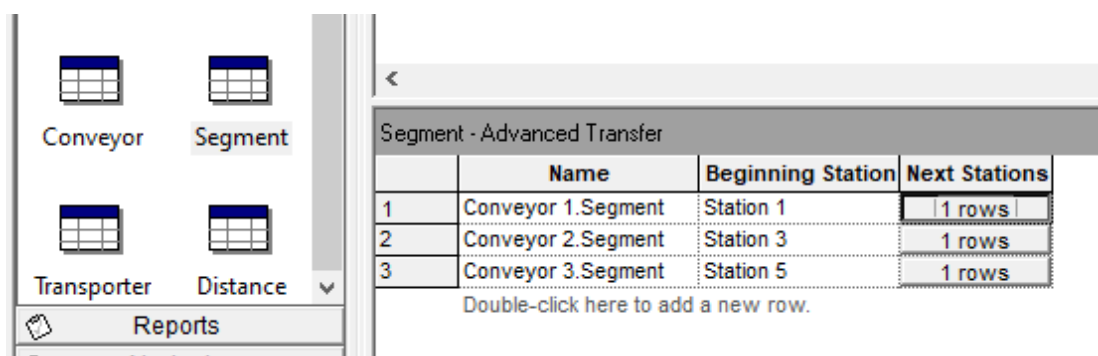 Conveyor Segment
Transporter Distance
Reports
Segment - Advanced Transfer
Name Beginning Station Next Stations
1 Conveyor 1.Segment Station 1 1 rows
2 Conveyor 2.Segment Station 3 1 rows
3 Conveyor 3.Segment Station 5 1 rows
Double-click here to add a new row.